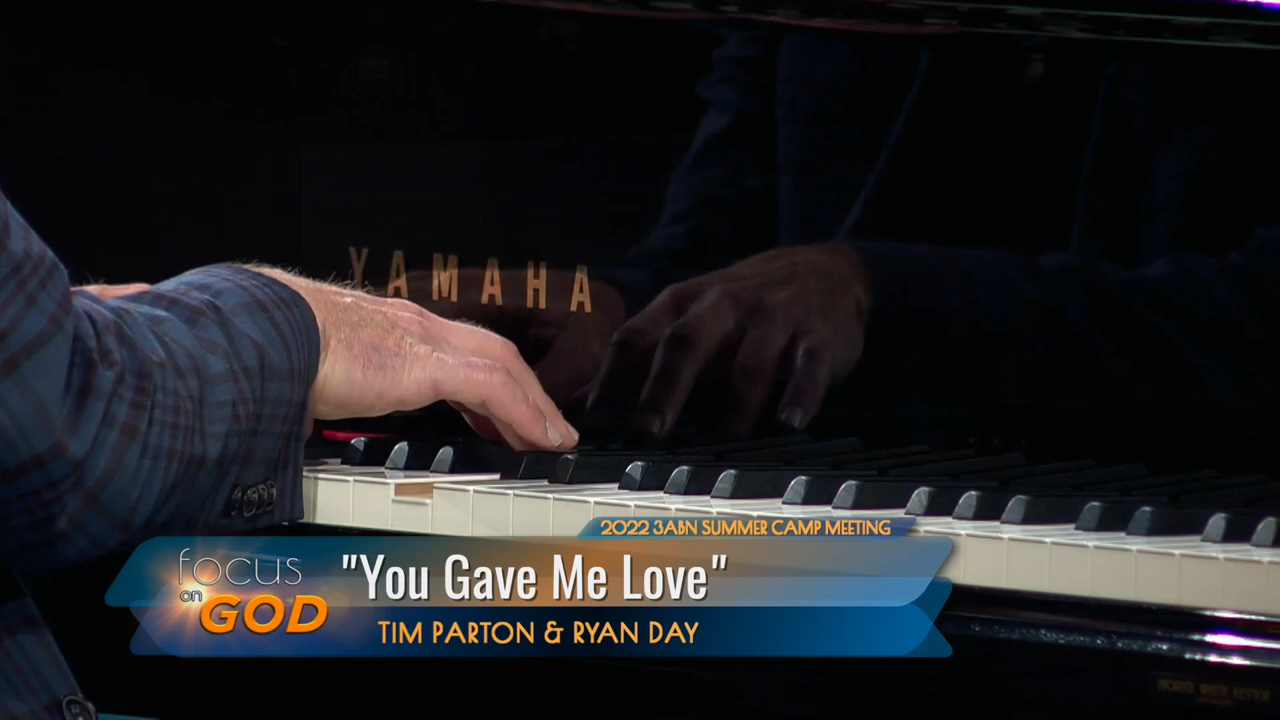 YAMAHA
2022 3ABN SUMMER CAMP MEETING
focus
on
GOD
"You Gave Me Love"
TIM PARTON & RYAN DAY